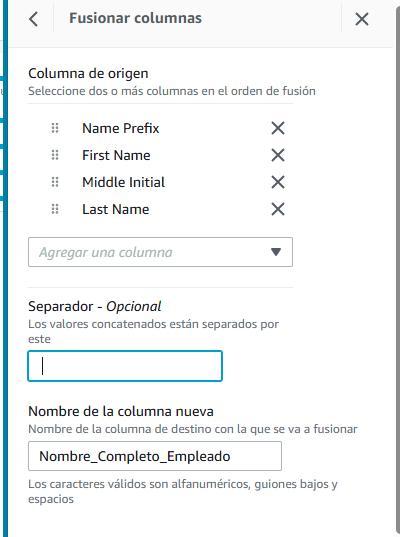 Fusionar columnas
Columna de origen
Seleccione dos o más columnas en el orden de fusión
Name Prefix
First Name
Middle Initial
Last Name
Agregar una columna
Separador - Opcional
Los valores concatenados están separados por
este
Nombre de la columna nueva
Nombre de la columna de destino con la que se va a fusionar
Nombre_Completo_Empleado
Los caracteres válidos son alfanuméricos, guiones bajos y
espacios